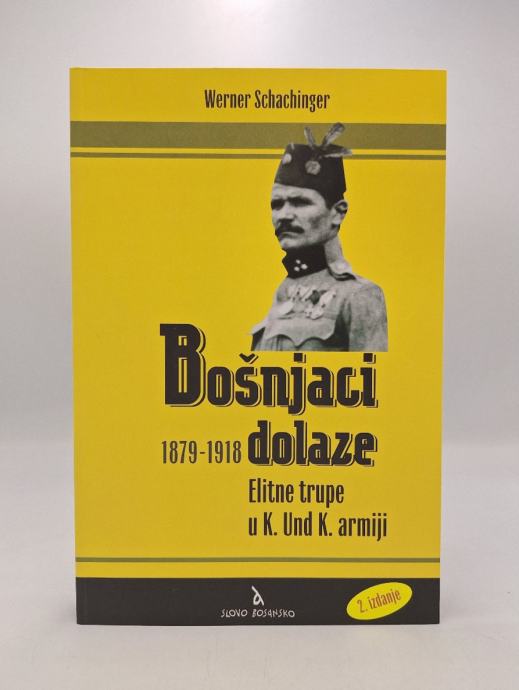 Werner Schachinger
Bošnjaci
1879-1918 dolaze
Elitne trupe
u K. Und K. armiji
SLOVO BOSANSKO
2. izdanje